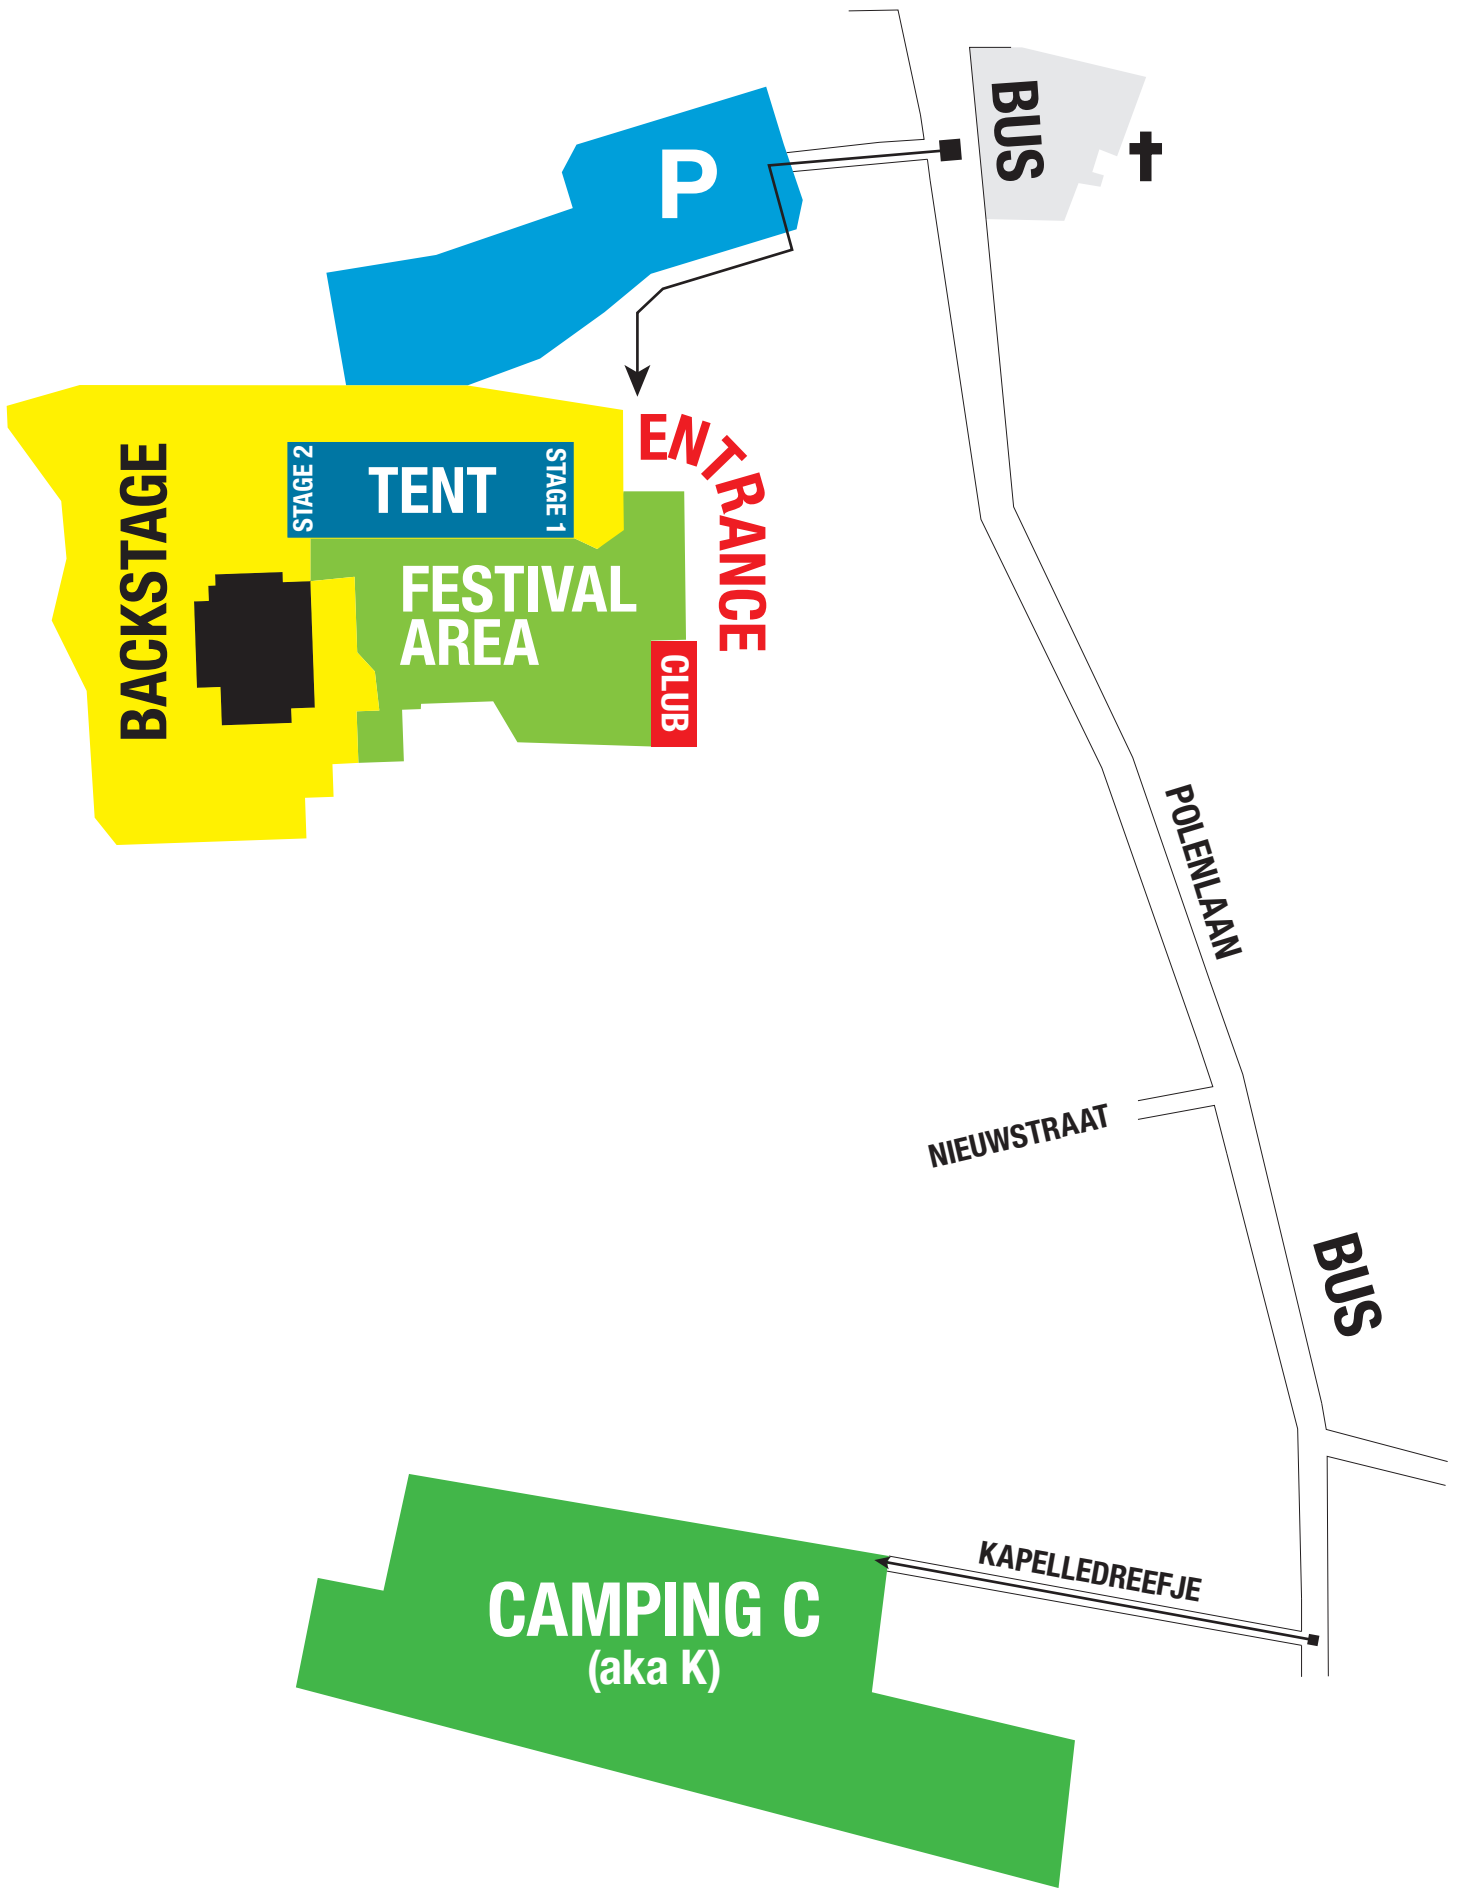 BUS
P
ENTRANCE
BACKSTAGE
STAGE 2
TENT
STAGE 1
FESTIVAL
AREA
CLUB
POLENLAAN
NIEUWSTRAAT
BUS
KAPELLEDREEFJE
CAMPING C
(aka K)